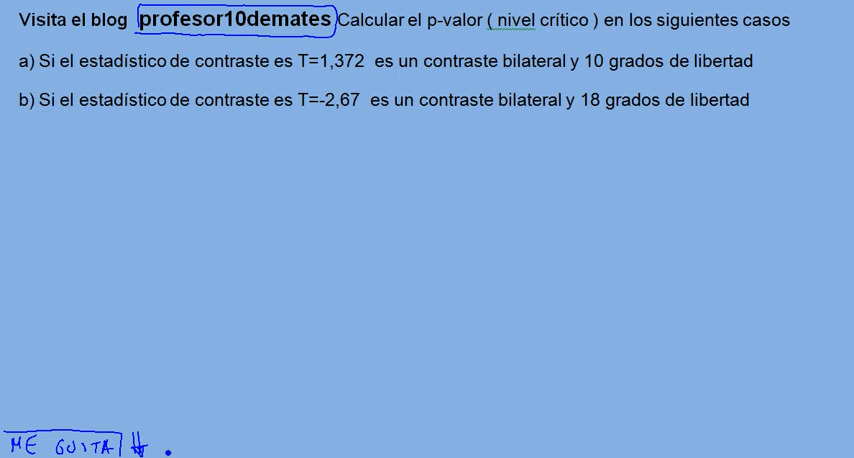 Visita el blog profesor10demates Calcular el p-valor ( nivel crítico ) en los siguientes casos
a) Si el estadístico de contraste es T=1,372 es un contraste bilateral y 10 grados de libertad
b) Si el estadístico de contraste es T=-2,67 es un contraste bilateral y 18 grados de libertad
ME GUSTA